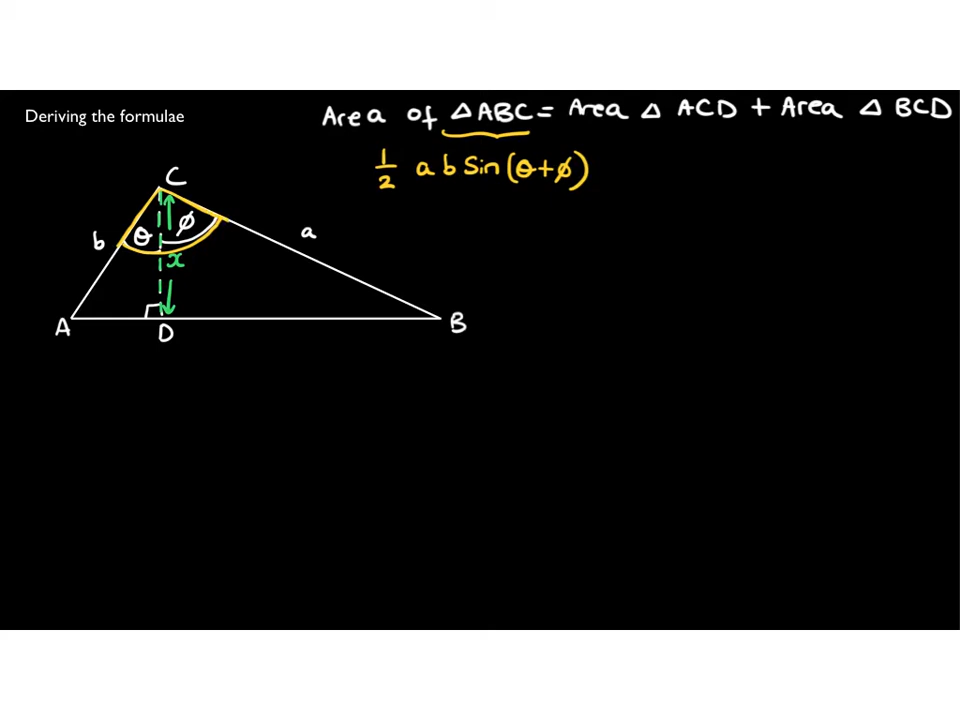 Deriving the formulae
Area of △ABC = Area △ ACD + Area △ BCD
1/2 a b Sin(θ+ϕ)
C
b
θ
ϕ
a
x
A
D
B